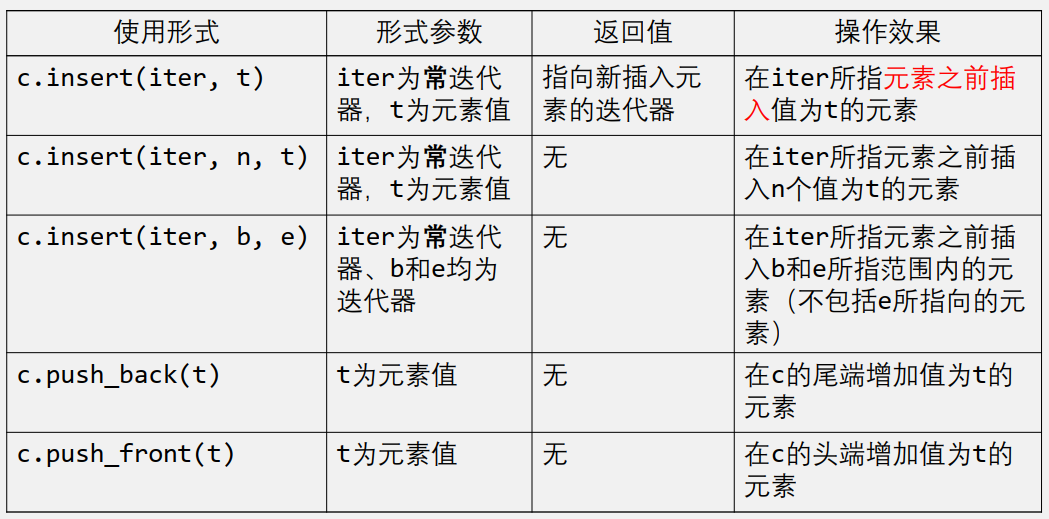 使用形式 形式参数 返回值 操作效果
c.insert(iter, t) iter为常迭代 指向新插入元 在iter所指元素之前插
器，t为元素值 素的迭代器 入值为t的元素
c.insert(iter, n, t) iter为常迭代 无 在iter所指元素之前插
器，t为元素值 入n个值为t的元素
c.insert(iter, b, e) iter为常迭代 无 在iter所指元素之前插
器、b和e均为 入b和e所指范围内的元
迭代器 素（不包括e所指向的元
素）
c.push_back(t) t为元素值 无 在c的尾端增加值为t的
元素
c.push_front(t) t为元素值 无 在c的头端增加值为t的
元素